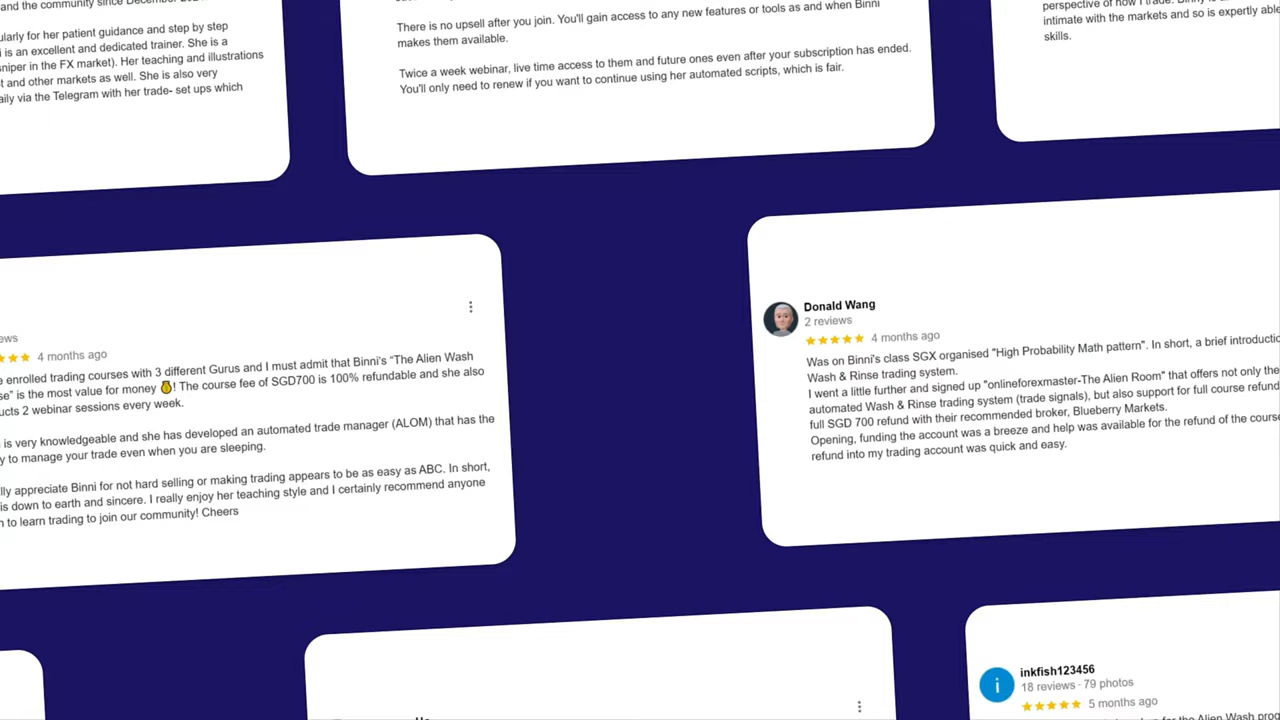 and the community since December
ularly for her patient guidance and step by step
i is an excellent and dedicated trainer. She is a
sniper in the FX market). Her teaching and illustrations
t and other markets as well. She is also very
aily via the Telegram with her trade- set ups which
There is no upsell after you join. You'll gain access to any new features or tools as and when Binni
makes them available.
Twice a week webinar, live time access to them and future ones even after your subscription has ended.
You'll only need to renew if you want to continue using her automated scripts, which is fair.
perspective of how I trade.
intimate with the markets and so is expertly able
skills.
ews
4 months ago
e enrolled trading courses with 3 different Gurus and I must admit that Binni's “The Alien Wash
se” is the most value for money 💰! The course fee of SGD700 is 100% refundable and she also
ucts 2 webinar sessions every week.
is very knowledgeable and she has developed an automated trade manager (ALOM) that has the
y to manage your trade even when you are sleeping.
lly appreciate Binni for not hard selling or making trading appears to be as easy as ABC. In short,
is down to earth and sincere. I really enjoy her teaching style and I certainly recommend anyone
n to learn trading to join our community! Cheers
Donald Wang
2 reviews
4 months ago
Was on Binni's class SGX organised "High Probability Math pattern". In short, a brief introductio
Wash & Rinse trading system.
I went a little further and signed up "onlineforexmaster-The Alien Room" that offers not only the
automated Wash & Rinse trading system (trade signals), but also support for full course refund
full SGD 700 refund with their recommended broker, Blueberry Markets.
Opening, funding the account was a breeze and help was available for the refund of the course
refund into my trading account was quick and easy.
i
inkfish123456
18 reviews · 79 photos
5 months ago
for the Alien Wash prog